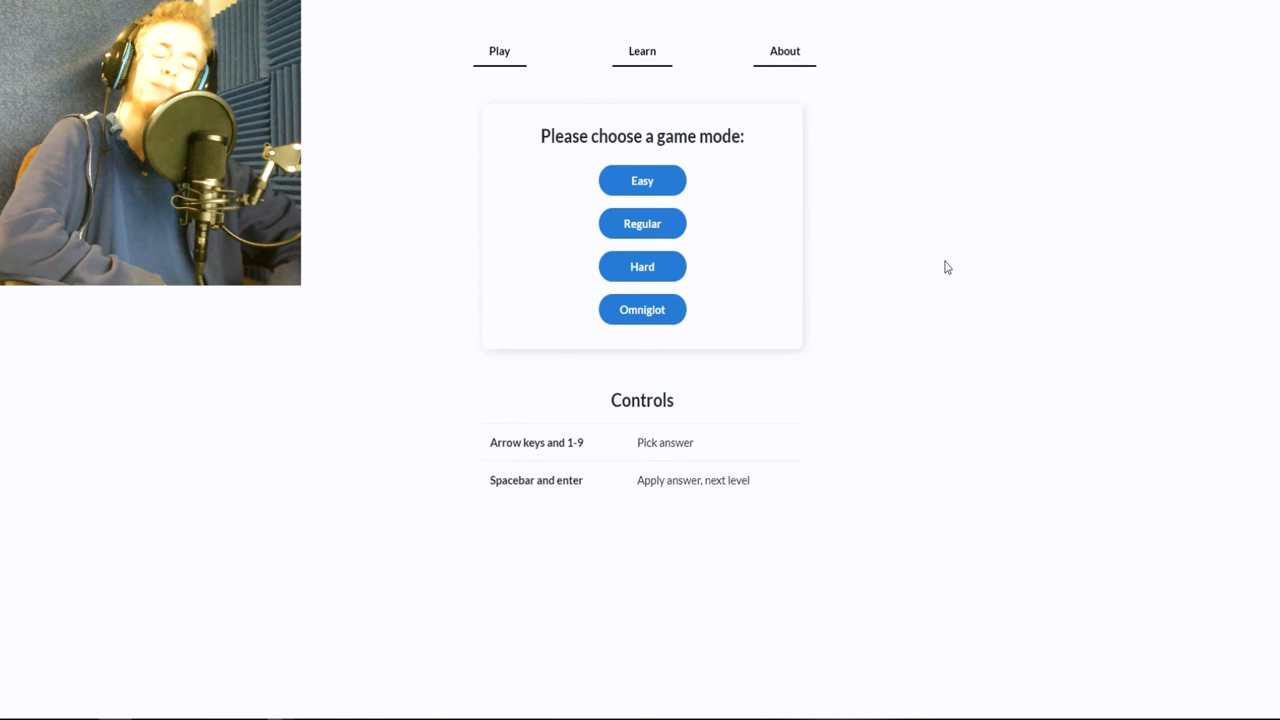 Play
Learn
About
Please choose a game mode:
Easy
Regular
Hard
Omniglot
Controls
Arrow keys and 1-9 Pick answer
Spacebar and enter Apply answer, next level